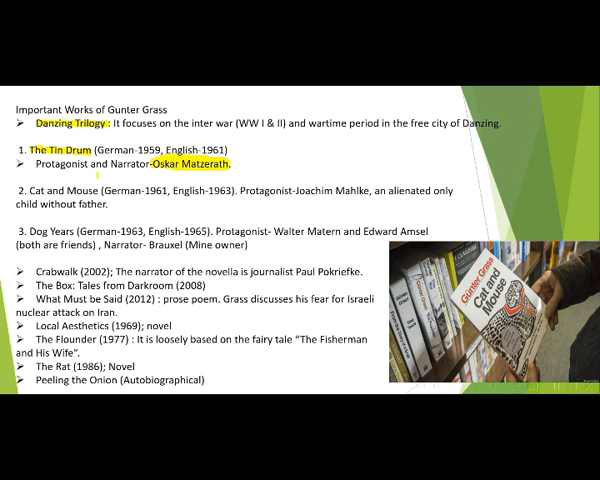 Important Works of Gunter Grass
➢ Danzing Trilogy : It focuses on the inter war (WW I & II) and wartime period in the free city of Danzing.
1. The Tin Drum (German-1959, English-1961)
➢ Protagonist and Narrator-Oskar Matzerath.
2. Cat and Mouse (German-1961, English-1963). Protagonist-Joachim Mahlke, an alienated only
child without father.
3. Dog Years (German-1963, English-1965). Protagonist- Walter Matern and Edward Amsel
(both are friends) , Narrator- Brauxel (Mine owner)
➢ Crabwalk (2002); The narrator of the novella is journalist Paul Pokriefke.
➢ The Box: Tales from Darkroom (2008)
➢ What Must be Said (2012) : prose poem. Grass discusses his fear for Israeli
nuclear attack on Iran.
➢ Local Aesthetics (1969); novel
➢ The Flounder (1977) : It is loosely based on the fairy tale “The Fisherman
and His Wife”.
➢ The Rat (1986); Novel
➢ Peeling the Onion (Autobiographical)
Günter Grass
Cat and
Mouse